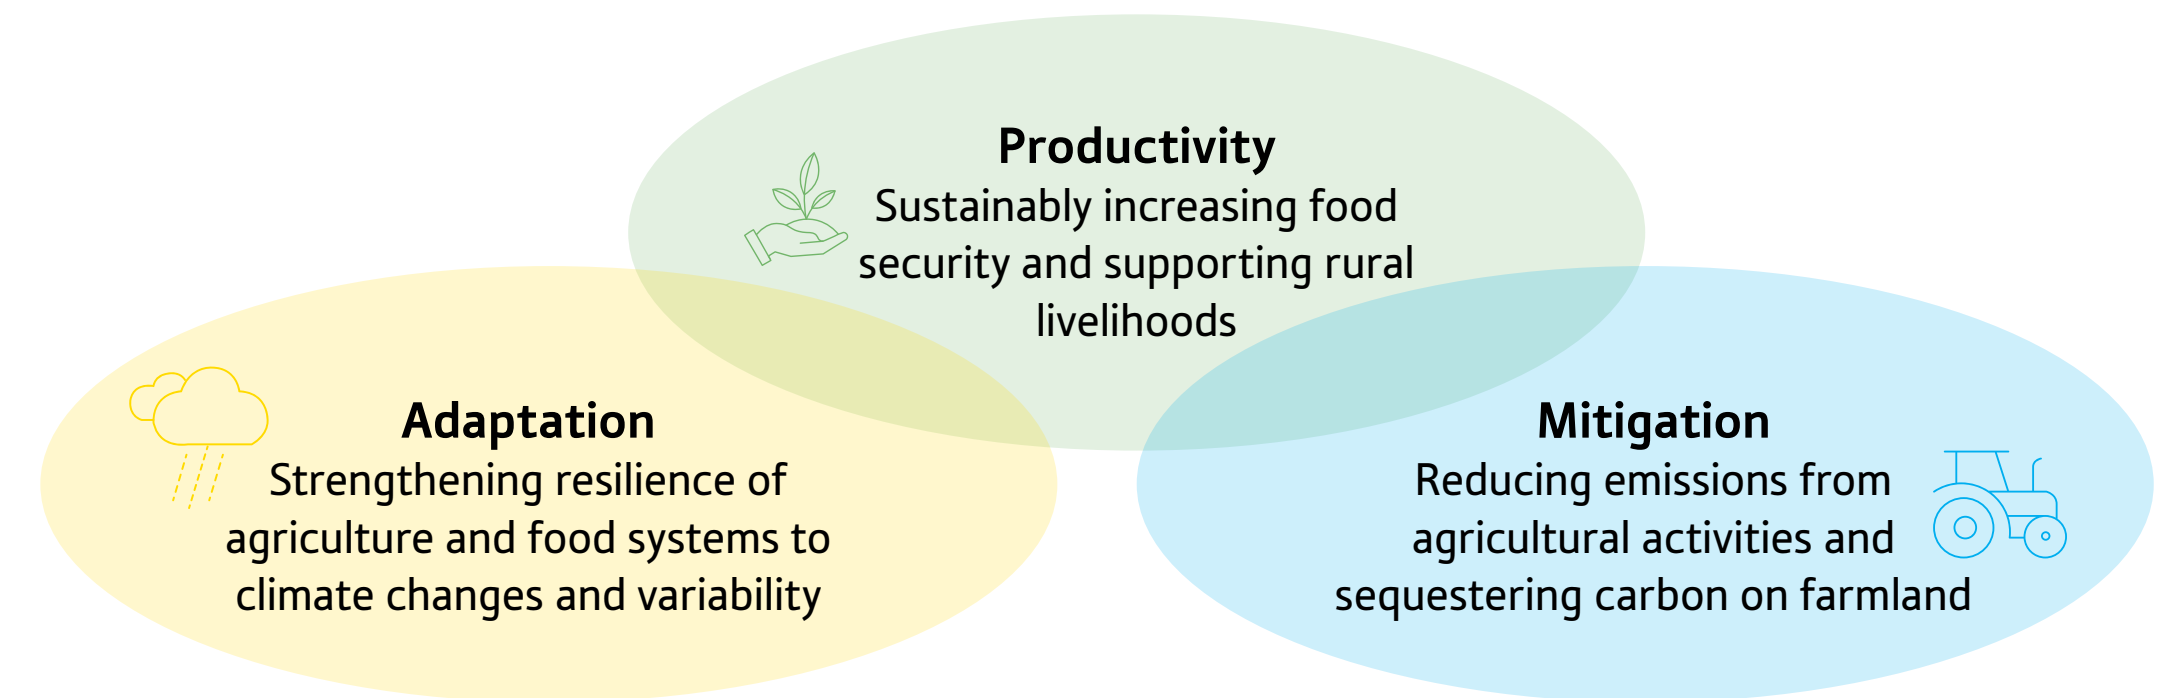 Productivity
Sustainably increasing food
security and supporting rural
livelihoods
Adaptation
Strengthening resilience of
agriculture and food systems to
climate changes and variability
Mitigation
Reducing emissions from
agricultural activities and
sequestering carbon on farmland